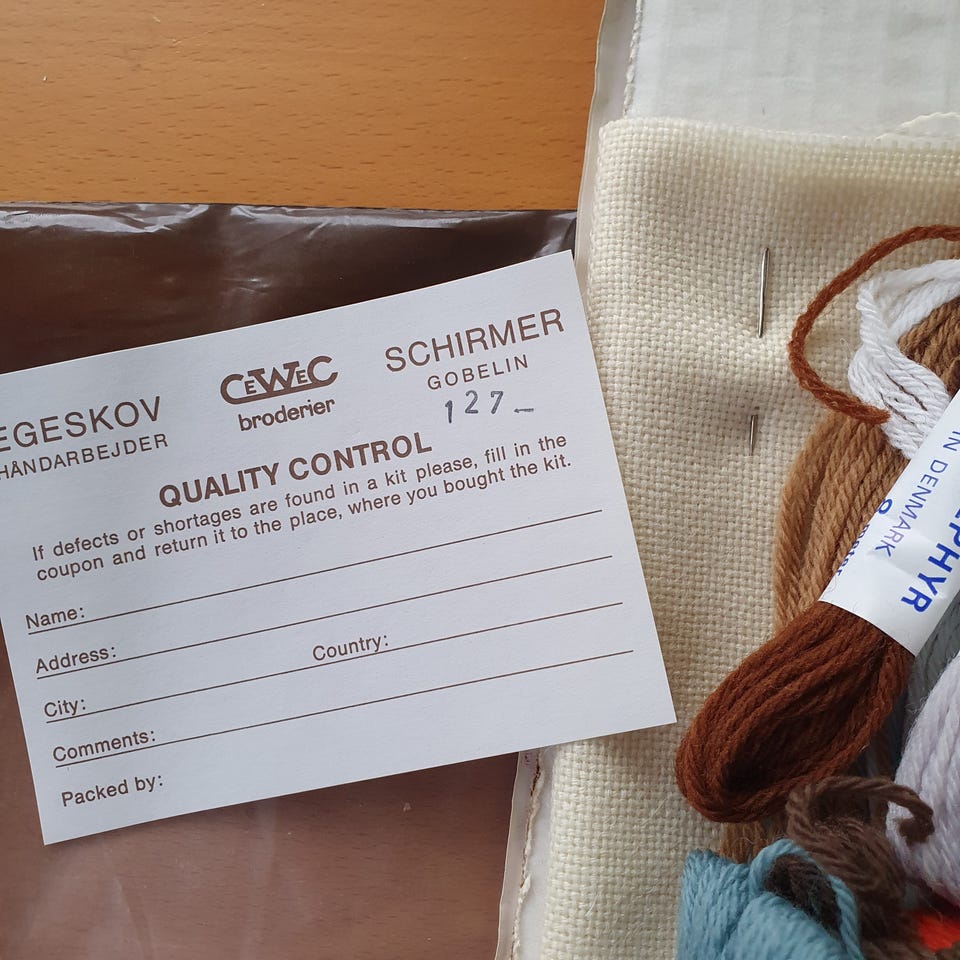 EGESKOV
HÅNDARBEJDER
CEWEC
broderier
SCHIRMER
GOBELIN
127_
QUALITY CONTROL
If defects or shortages are found in a kit please, fill in the
coupon and return it to the place, where you bought the kit.
Name:
Address:
City: Country:
Comments:
Packed by:
IN DENMARK
EPHYR